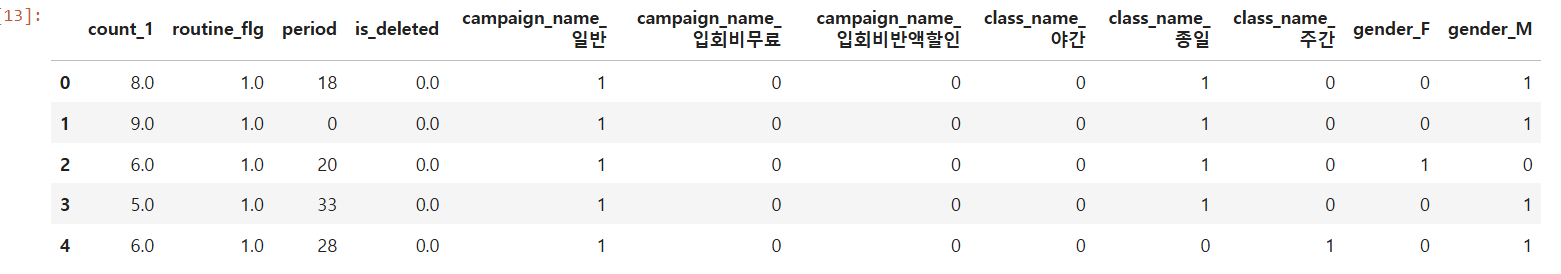 [13]:
count_1 routine_flg period is_deleted campaign_name_일반 campaign_name_입회비무료 campaign_name_입회비반액할인 class_name_야간 class_name_종일 class_name_주간 gender_F gender_M
0 8.0 1.0 18 0.0 1 0 0 0 1 0 0 1
1 9.0 1.0 0 0.0 1 0 0 0 1 0 0 1
2 6.0 1.0 20 0.0 1 0 0 0 1 0 1 0
3 5.0 1.0 33 0.0 1 0 0 0 1 0 0 1
4 6.0 1.0 28 0.0 1 0 0 0 0 1 0 1